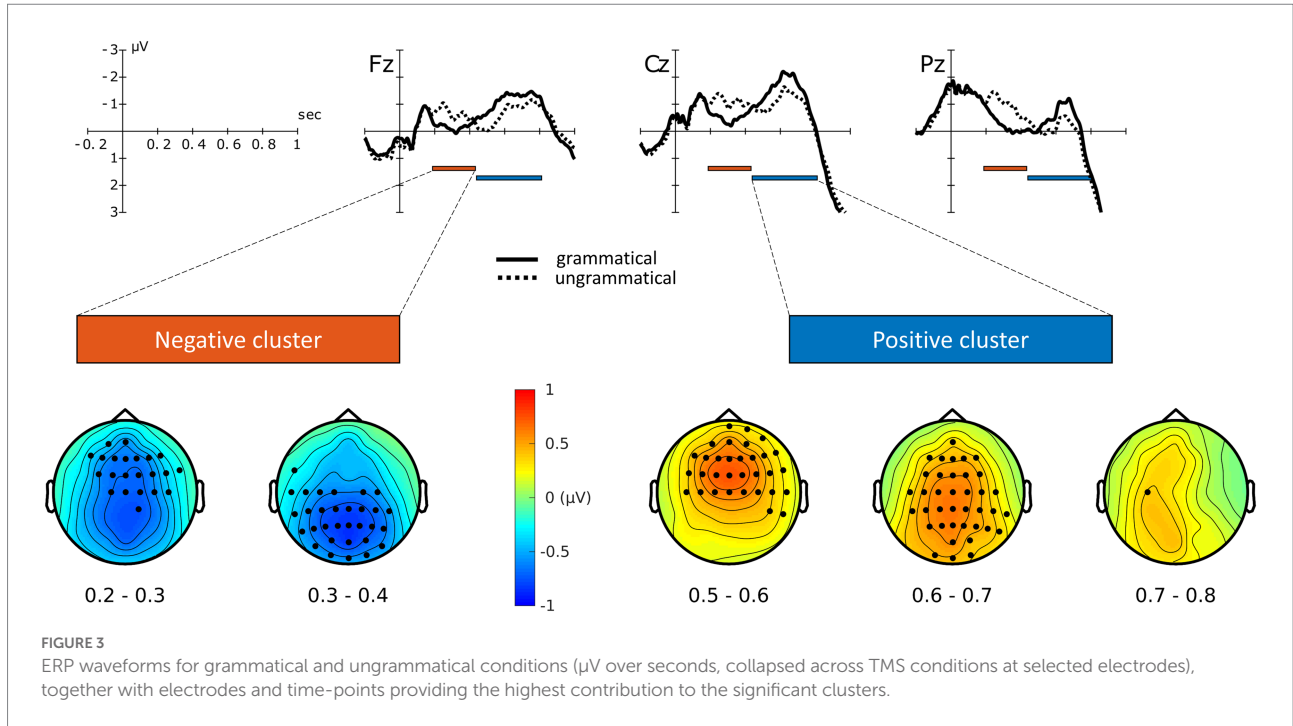 -3 μV
-2
-1
sec
-0.2 0.2 0.4 0.6 0.8 1
1
2
3
Fz
Cz
Pz
grammatical
ungrammatical
Negative cluster
Positive cluster
1
0.5
0 (μV)
-0.5
-1
0.2 - 0.3
0.3 - 0.4
0.5 - 0.6
0.6 - 0.7
0.7 - 0.8
FIGURE 3
ERP waveforms for grammatical and ungrammatical conditions (μV over seconds, collapsed across TMS conditions at selected electrodes),
together with electrodes and time-points providing the highest contribution to the significant clusters.